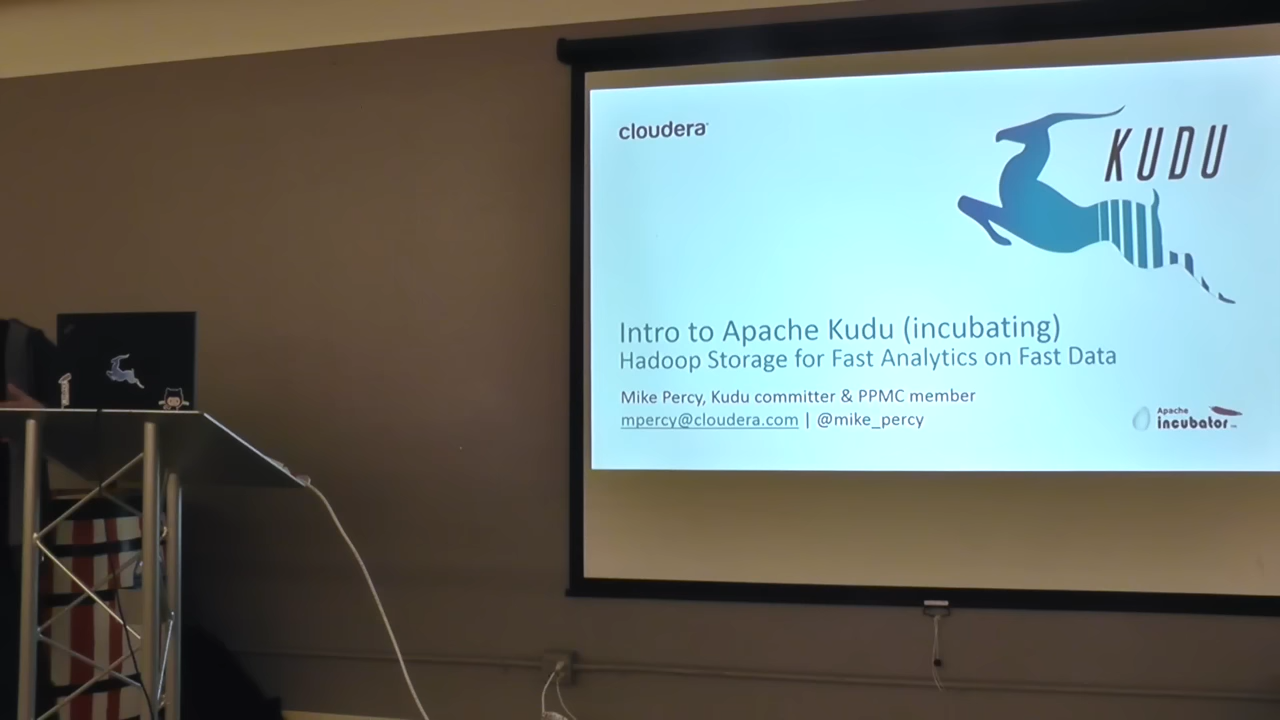 cloudera
KUDU
Intro to Apache Kudu (incubating)
Hadoop Storage for Fast Analytics on Fast Data
Mike Percy, Kudu committer & PPMC member
mpercy@cloudera.com | @mike_percy
Apache
incubator